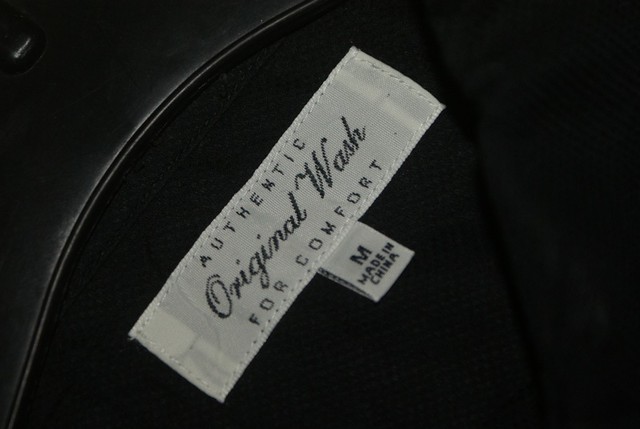 AUTHENTIC
Original Wash
FOR COMFORT
M
MADE IN
CHINA